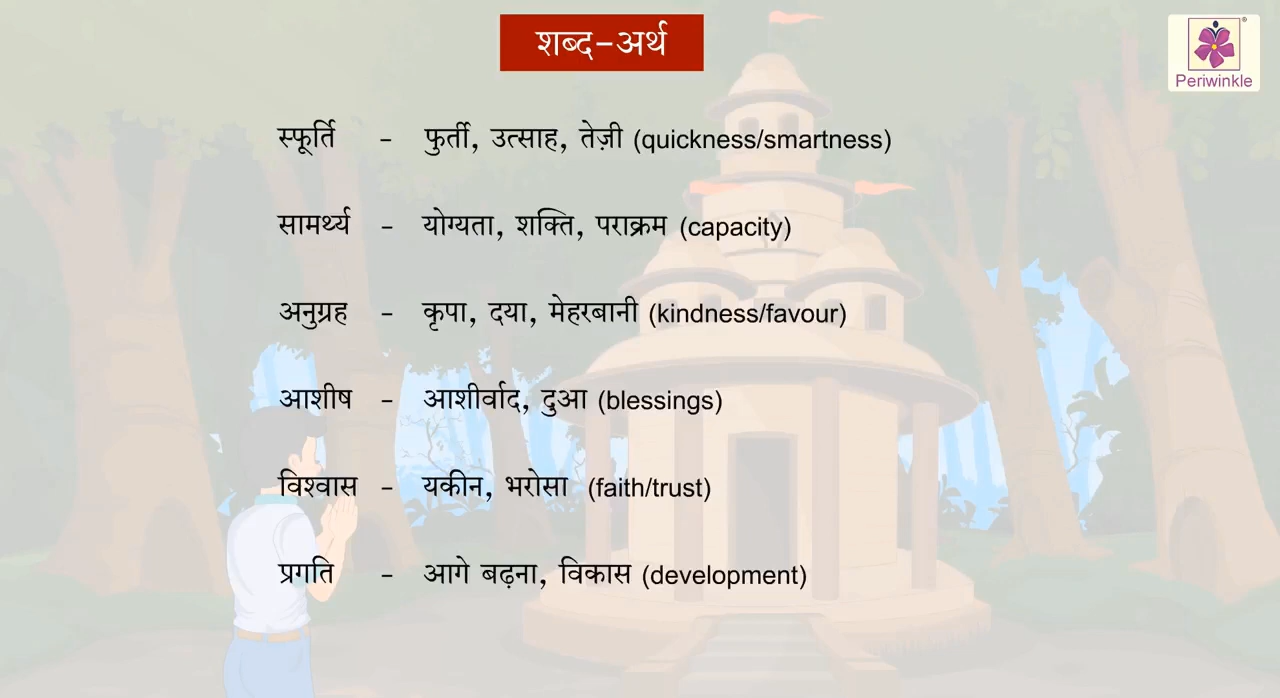 शब्द-अर्थ
Periwinkle
स्फूर्ति - फुर्ती, उत्साह, तेज़ी (quickness/smartness)
सामर्थ्य - योग्यता, शक्ति, पराक्रम (capacity)
अनुग्रह - कृपा, दया, मेहरबानी (kindness/favour)
आशीष - आशीर्वाद, दुआ (blessings)
विश्वास - यकीन, भरोसा (faith/trust)
प्रगति - आगे बढ़ना, विकास (development)